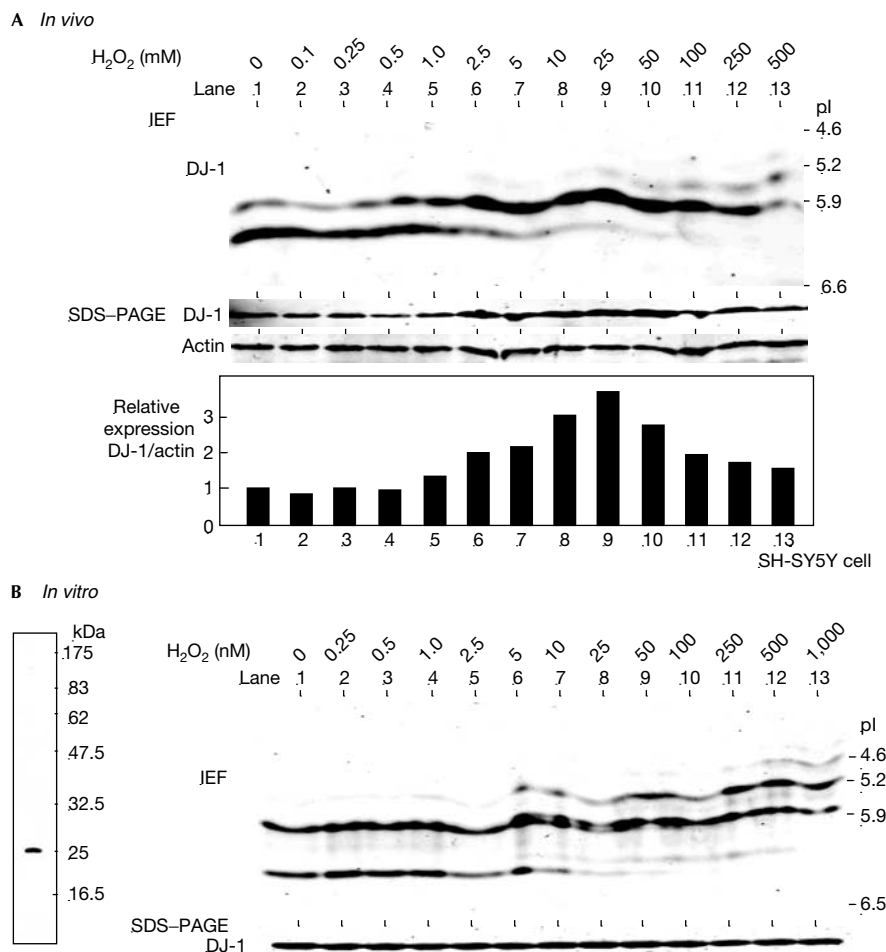 A In vivo
H₂O₂ (mM) 0 0.1 0.25 0.5 1.0 2.5 5 10 25 50 100 250 500
Lane 1 2 3 4 5 6 7 8 9 10 11 12 13
IEF
pI
4.6
DJ-1
5.2
5.9
6.6
SDS–PAGE DJ-1
Actin
Relative
expression
DJ-1/actin
3
2
1
0
1 2 3 4 5 6 7 8 9 10 11 12 13
SH-SY5Y cell
B In vitro
kDa
175
83
62
47.5
32.5
25
16.5
H₂O₂ (nM) 0 0.25 0.5 1.0 2.5 5 10 25 50 100 250 500 1,000
Lane 1 2 3 4 5 6 7 8 9 10 11 12 13
pI
4.6
IEF
5.2
5.9
6.5
SDS–PAGE
DJ-1